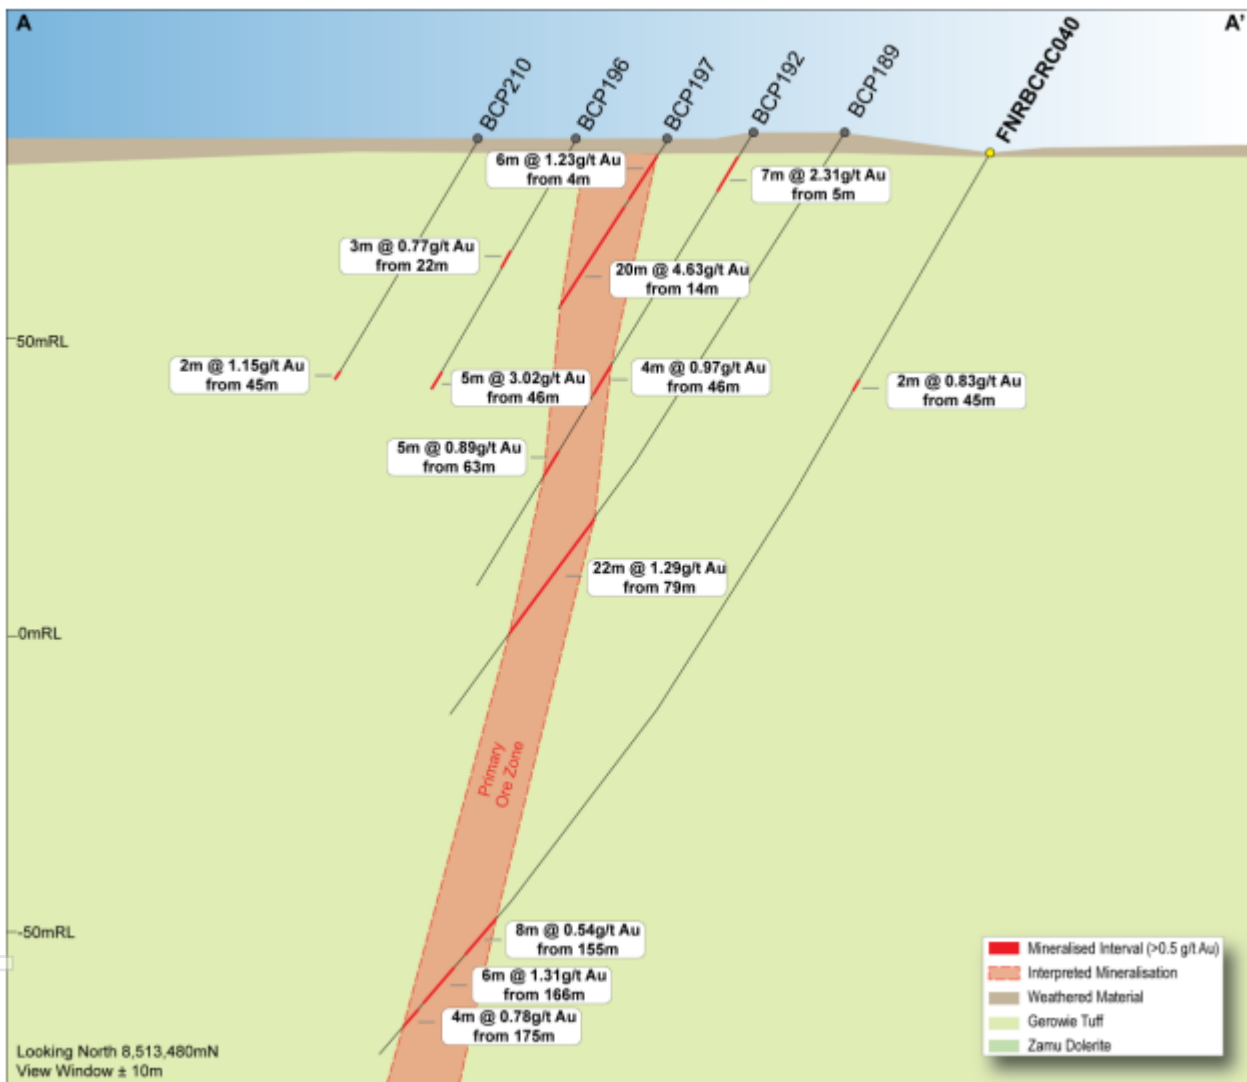 A
A'
BCP210
BCP196
BCP197
BCP192
BCP189
FNRBCRC040
6m @ 1.23g/t Au
from 4m
7m @ 2.31g/t Au
from 5m
3m @ 0.77g/t Au
from 22m
20m @ 4.63g/t Au
from 14m
50mRL
2m @ 1.15g/t Au
from 45m
5m @ 3.02g/t Au
from 46m
4m @ 0.97g/t Au
from 46m
2m @ 0.83g/t Au
from 45m
5m @ 0.89g/t Au
from 63m
22m @ 1.29g/t Au
from 79m
0mRL
Primary
Ore Zone
-50mRL
8m @ 0.54g/t Au
from 155m
6m @ 1.31g/t Au
from 166m
4m @ 0.78g/t Au
from 175m
Mineralised Interval (>0.5 g/t Au)
Interpreted Mineralisation
Weathered Material
Gerowie Tuff
Zamu Dolerite
Looking North 8,513,480mN
View Window ± 10m